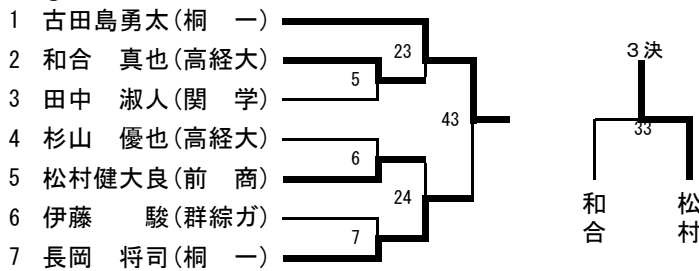 1 古田島勇太(桐 一)
2 和合 真也(高経大)
3 田中 淑人(関 学)
4 杉山 優也(高経大)
5 松村健大良(前 商)
6 伊藤 駿(群綜ガ)
7 長岡 将司(桐 一)
23
5
43
6
24
7
3決
33
和合
松村